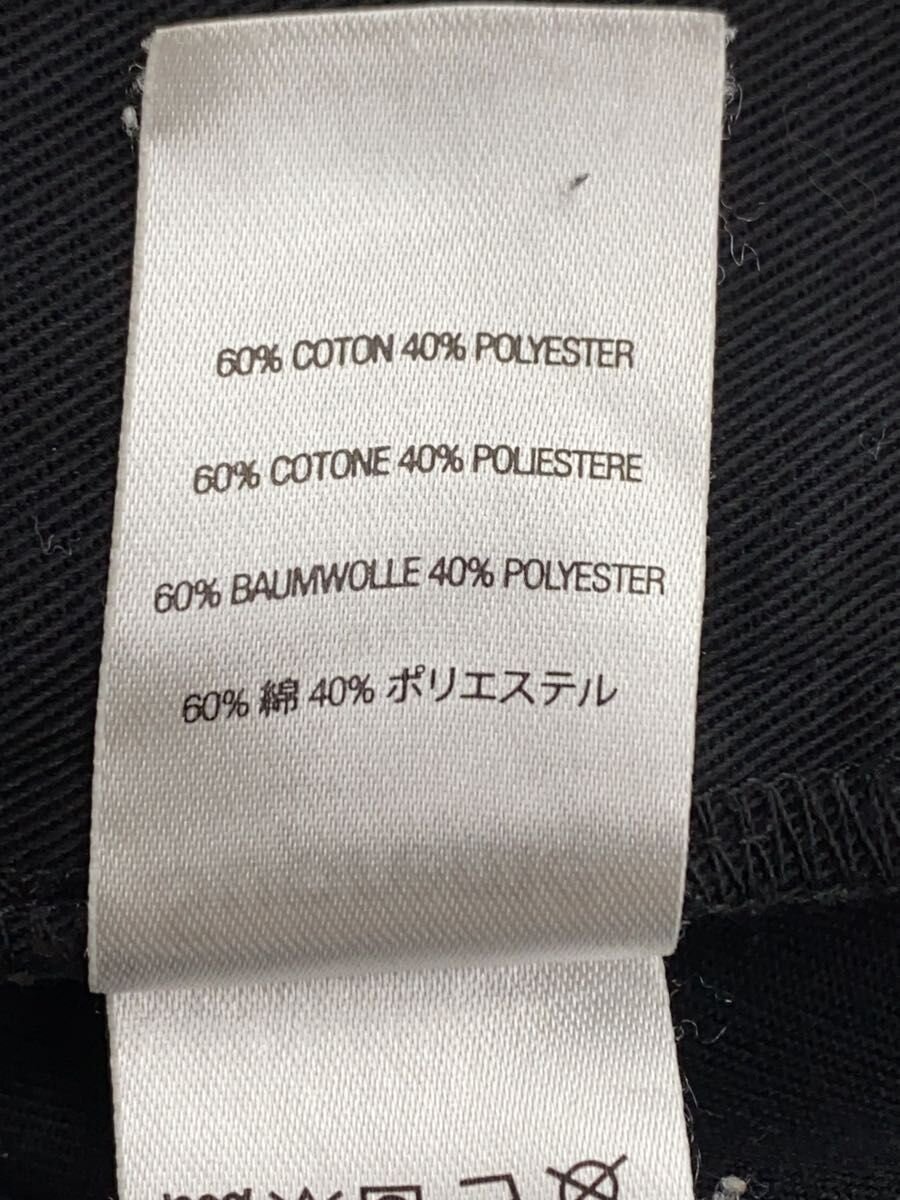 60% COTON 40% POLYESTER
60% COTONE 40% POLIESTERE
60% BAUMWOLLE 40% POLYESTER
60% 綿 40% ポリエステル